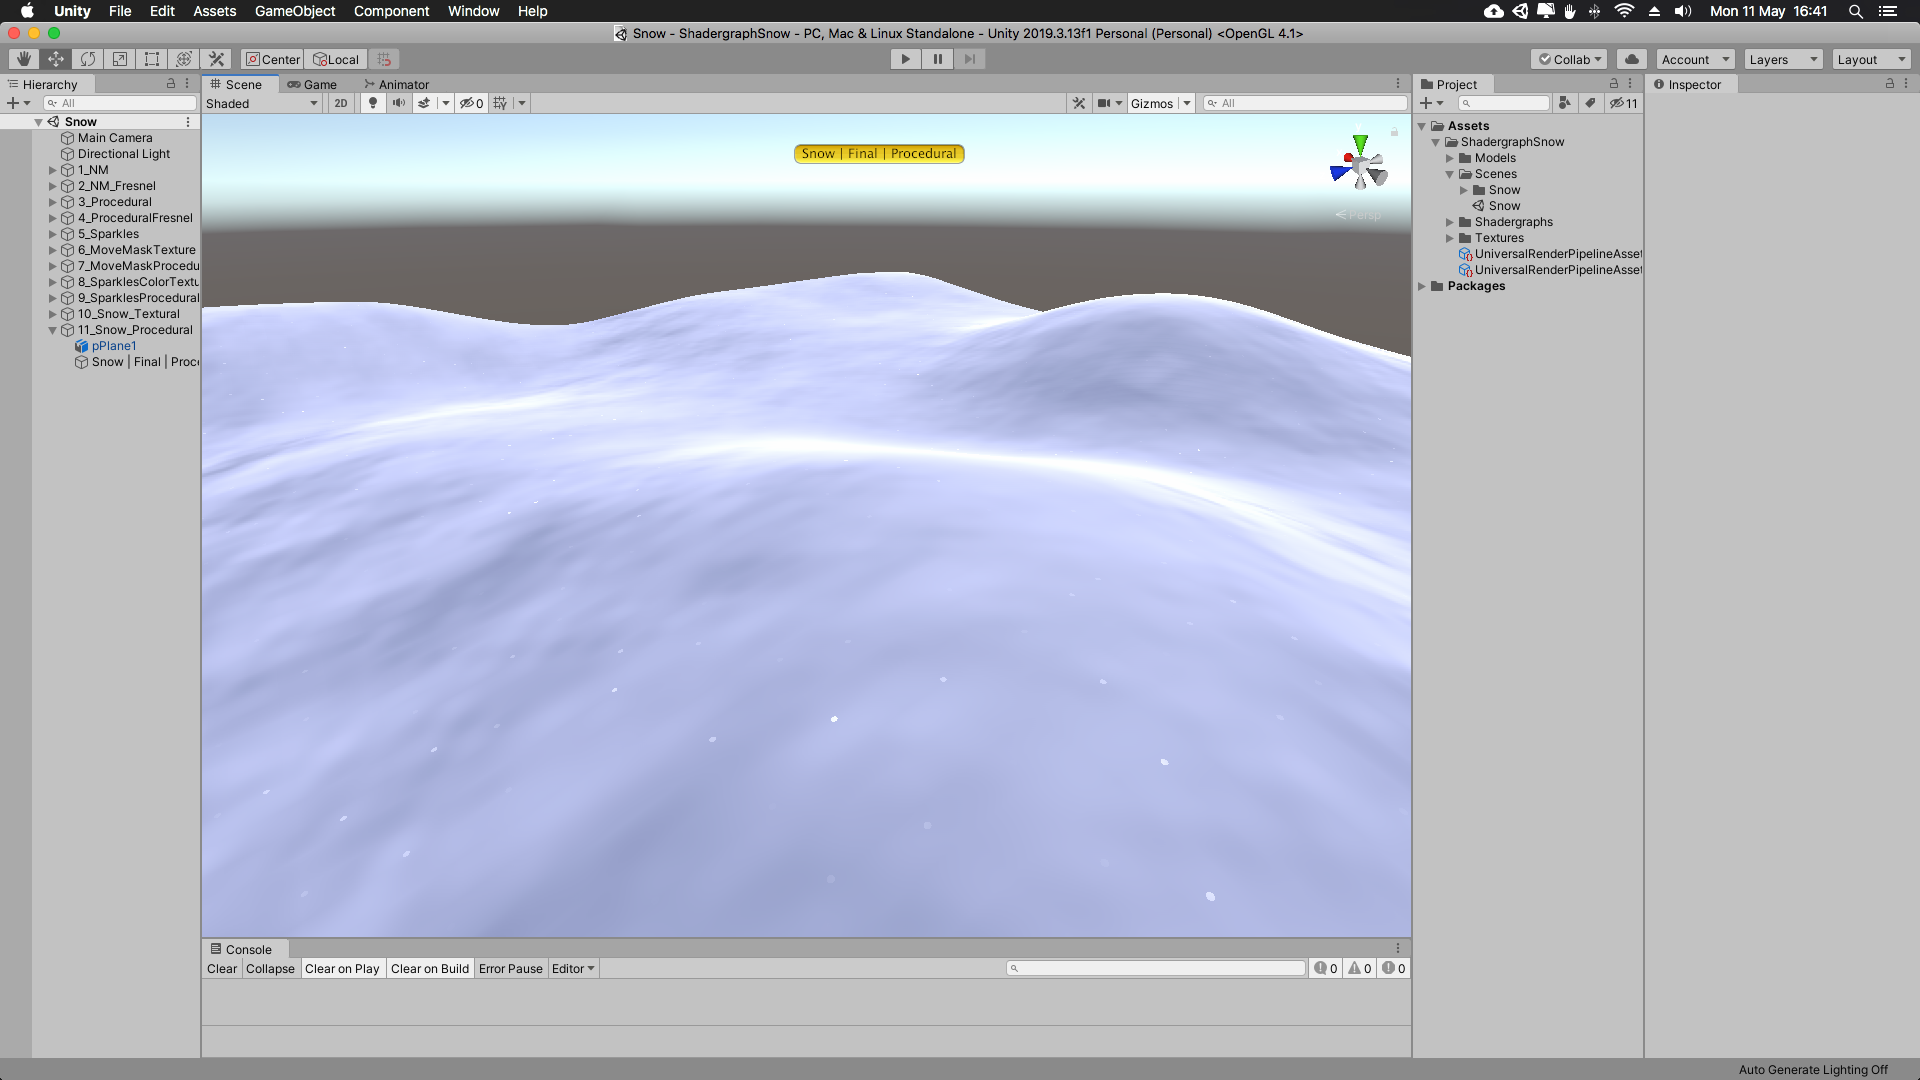 Unity File Edit Assets GameObject Component Window Help Mon 11 May 16:41
Snow - ShadergraphSnow - PC, Mac & Linux Standalone - Unity 2019.3.13f1 Personal (Personal) <OpenGL 4.1>
Center Local Collab Account Layers Layout
Hierarchy
All
Snow
Main Camera
Directional Light
1_NM
2_NM_Fresnel
3_Procedural
4_ProceduralFresnel
5_Sparkles
6_MoveMaskTexture
7_MoveMaskProcedu
8_SparklesColorTextu
9_SparklesProcedural
10_Snow_Textural
11_Snow_Procedural
pPlane1
Snow | Final | Proce
Scene Game Animator
Shaded 2D 0 Gizmos All
Snow | Final | Procedural
Persp
Console
Clear Collapse Clear on Play Clear on Build Error Pause Editor 0 0 0
Project
11
Assets
ShadergraphSnow
Models
Scenes
Snow
Snow
Shadergraphs
Textures
UniversalRenderPipelineAsset
UniversalRenderPipelineAsset
Packages
Inspector
Auto Generate Lighting Off